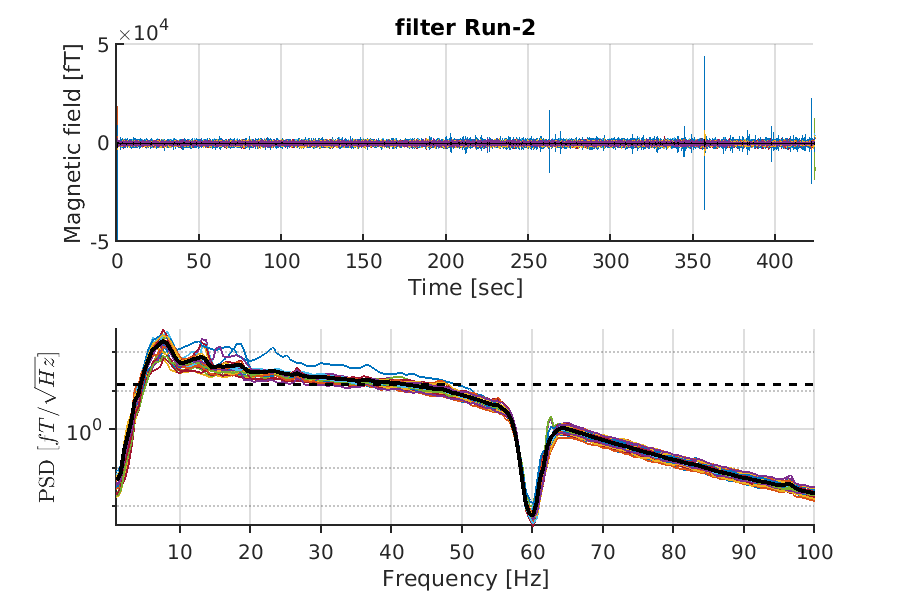 filter Run-2
×10^4
5
0
-5
Magnetic field [fT]
0 50 100 150 200 250 300 350 400
Time [sec]
10^0
PSD [fT/√Hz]
10 20 30 40 50 60 70 80 90 100
Frequency [Hz]